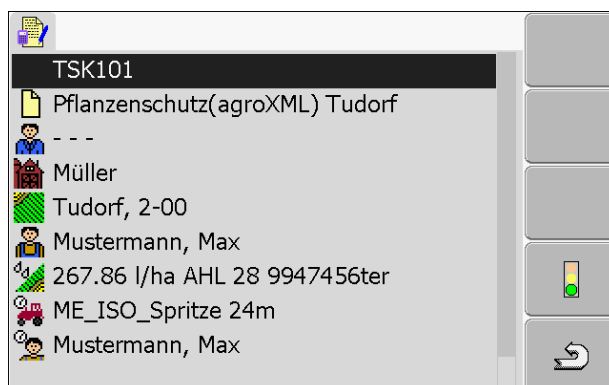 TSK101
Pflanzenschutz(agroXML) Tudorf
- - -
Müller
Tudorf, 2-00
Mustermann, Max
267.86 l/ha AHL 28 9947456ter
ME_ISO_Spritze 24m
Mustermann, Max